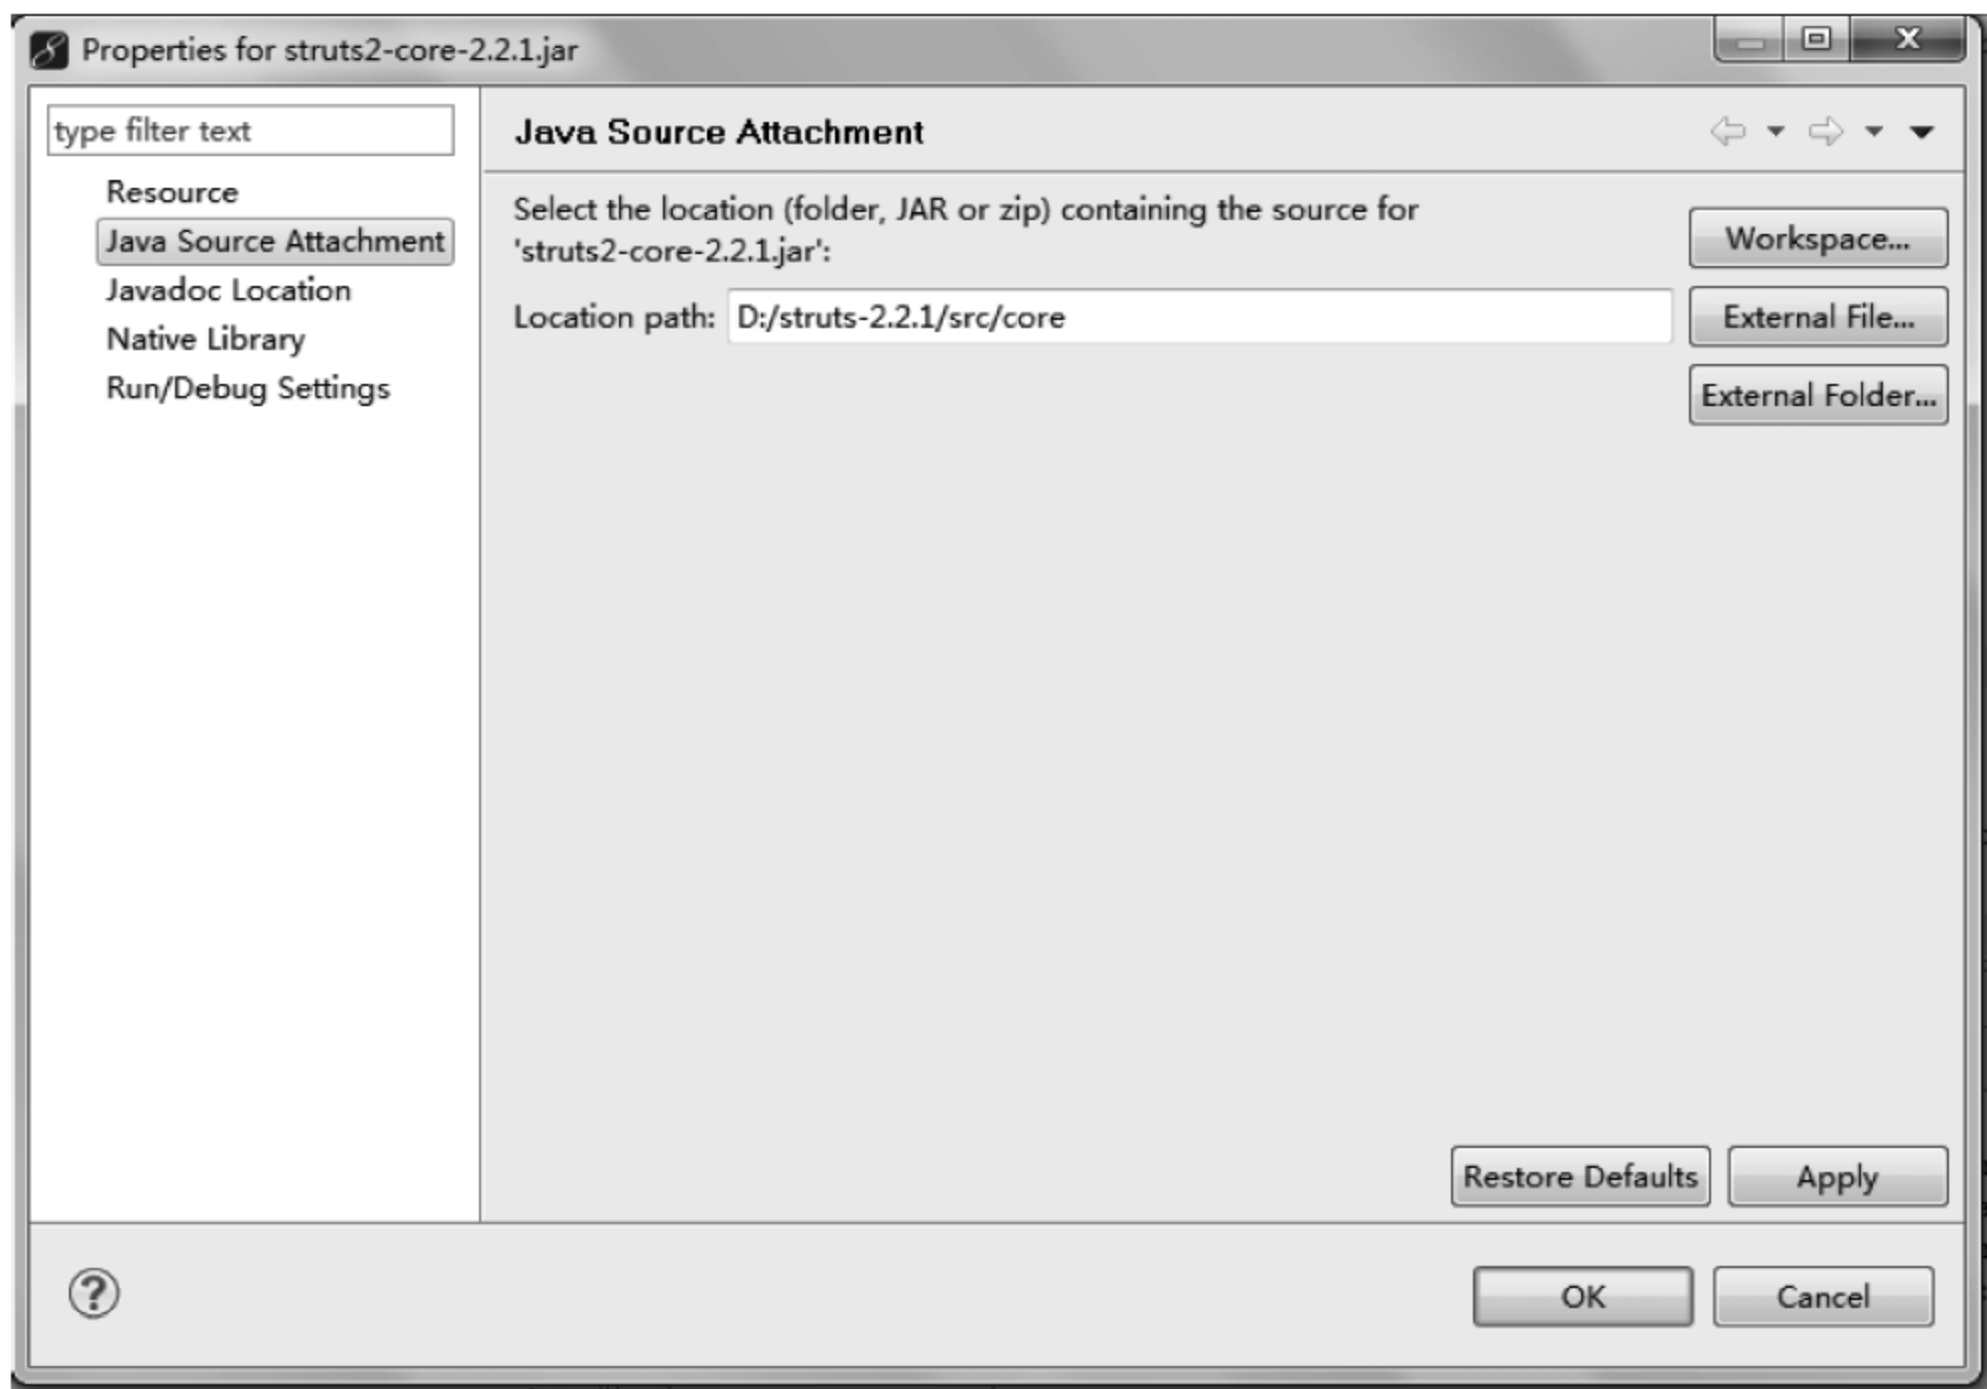 Properties for struts2-core-2.2.1.jar
type filter text
Resource
Java Source Attachment
Javadoc Location
Native Library
Run/Debug Settings
Java Source Attachment
Select the location (folder, JAR or zip) containing the source for
'struts2-core-2.2.1.jar':
Location path: D:/struts-2.2.1/src/core
Workspace...
External File...
External Folder...
Restore Defaults
Apply
OK
Cancel